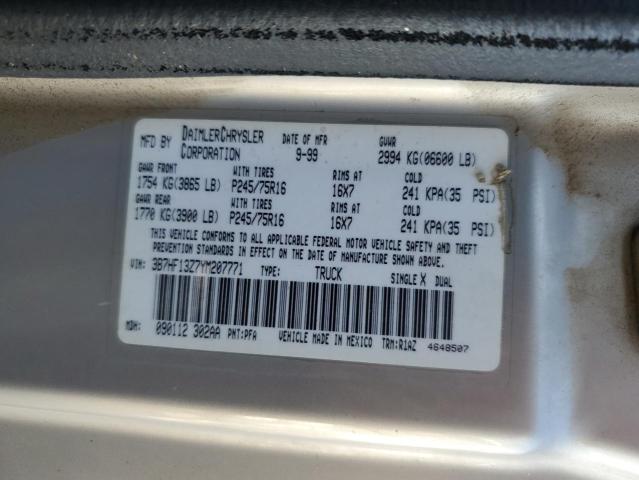 MFD BY DAIMLERCHRYSLER CORPORATION DATE OF MFR 9-99 GVWR 2994 KG(06600 LB)
GAWR FRONT WITH TIRES RIMS AT COLD
1754 KG(3865 LB) P245/75R16 16X7 241 KPA(35 PSI)
GAWR REAR WITH TIRES RIMS AT COLD
1770 KG(3900 LB) P245/75R16 16X7 241 KPA(35 PSI)
THIS VEHICLE CONFORMS TO ALL APPLICABLE FEDERAL MOTOR VEHICLE SAFETY AND THEFT
PREVENTION STANDARDS IN EFFECT ON THE DATE OF MANUFACTURE SHOWN ABOVE.
VIN: 3B7HF13Z7YM207771 TYPE: TRUCK SINGLE X DUAL
MDH: 090112 302AA PNT:PFA VEHICLE MADE IN MEXICO TRM:R1AZ 4648507